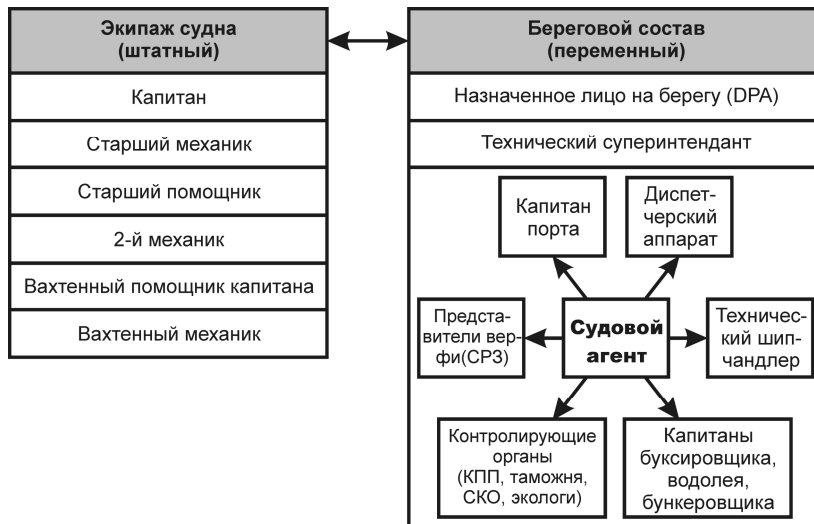 Экипаж судна
(штатный)
Капитан
Старший механик
Старший помощник
2-й механик
Вахтенный помощник капитана
Вахтенный механик
Береговой состав
(переменный)
Назначенное лицо на берегу (DPA)
Технический суперинтендант
Капитан
порта
Диспет-
черский
аппарат
Предста-
вители вер-
фи(СРЗ)
Судовой
агент
Техничес-
кий шип-
чандлер
Контролирующие
органы
(КПП, таможня,
СКО, экологи)
Капитаны
буксировщика,
водолея,
бункеровщика